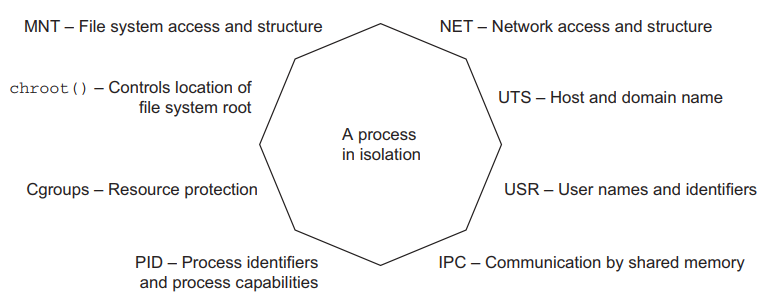 MNT – File system access and structure
NET – Network access and structure
chroot() – Controls location of
file system root
UTS – Host and domain name
A process
in isolation
Cgroups – Resource protection
USR – User names and identifiers
PID – Process identifiers
and process capabilities
IPC – Communication by shared memory